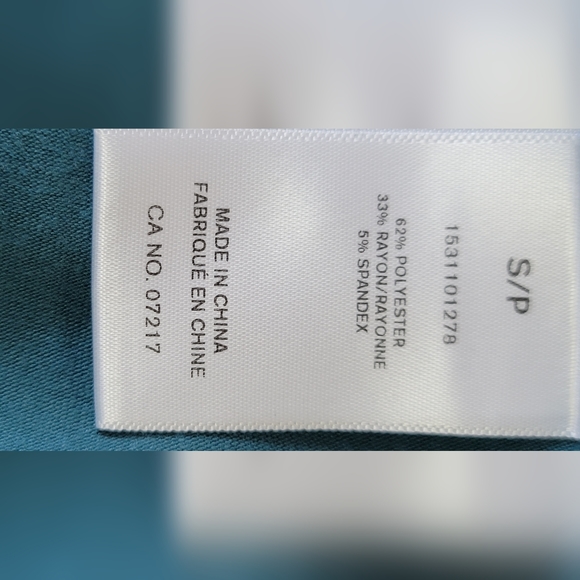 S/P
1531101278
62% POLYESTER
33% RAYON/RAYONNE
5% SPANDEX
MADE IN CHINA
FABRIQUÉ EN CHINE
CA NO. 07217